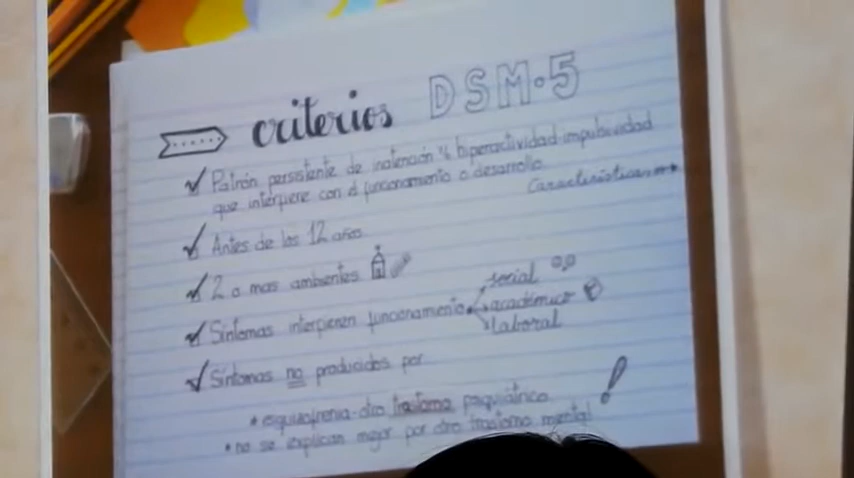 criterios DSM-5
✓ Patrón persistente de inatención y/o hiperactividad-impulsividad
que interfiere con el funcionamiento o desarrollo
Características
✓ Antes de los 12 años
✓ 2 o mas ambientes
✓ Síntomas interfieren funcionamiento
social
académico
laboral
✓ Síntomas no producidos por
* esquizofrenia-otro trastorno psiquiátrico
* no se explican mejor por otro trastorno mental
!